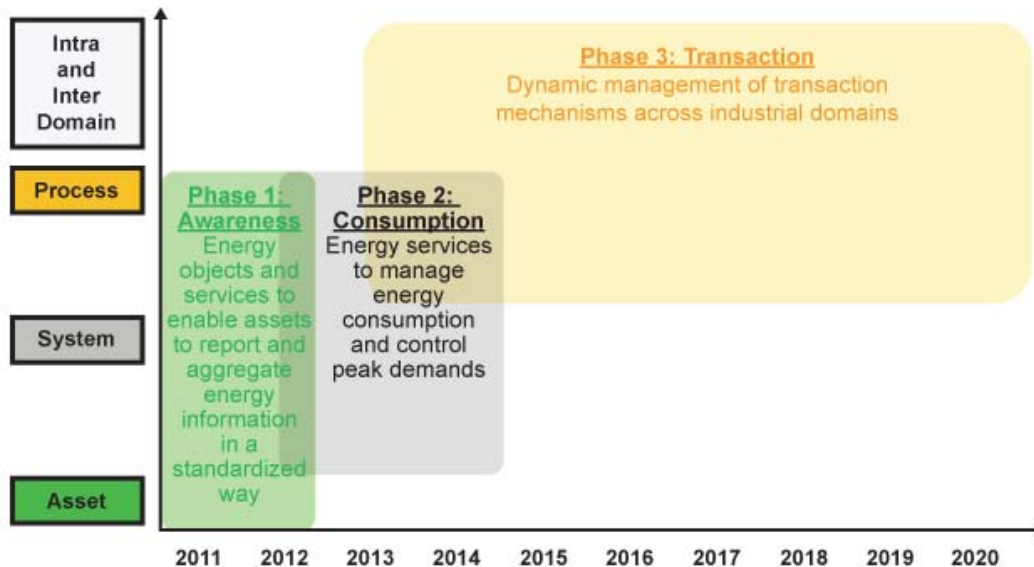 Intra
and
Inter
Domain
Process
System
Asset
Phase 1:
Awareness
Energy
objects and
services to
enable assets
to report and
aggregate
energy
information
in a
standardized
way
Phase 2:
Consumption
Energy services
to manage
energy
consumption
and control
peak demands
Phase 3: Transaction
Dynamic management of transaction
mechanisms across industrial domains
2011 2012 2013 2014 2015 2016 2017 2018 2019 2020